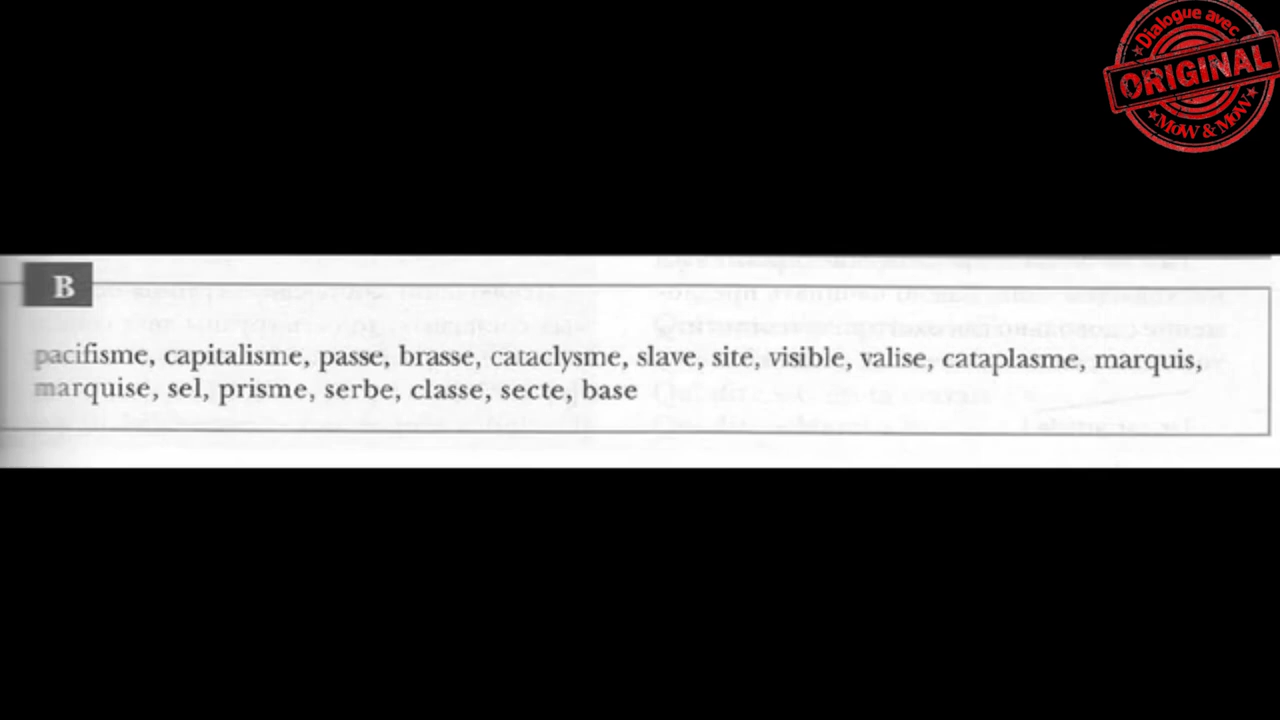 Dialogue avec
ORIGINAL
MoW & MoW
B
pacifisme, capitalisme, passe, brasse, cataclysme, slave, site, visible, valise, cataplasme, marquis,
marquise, sel, prisme, serbe, classe, secte, base